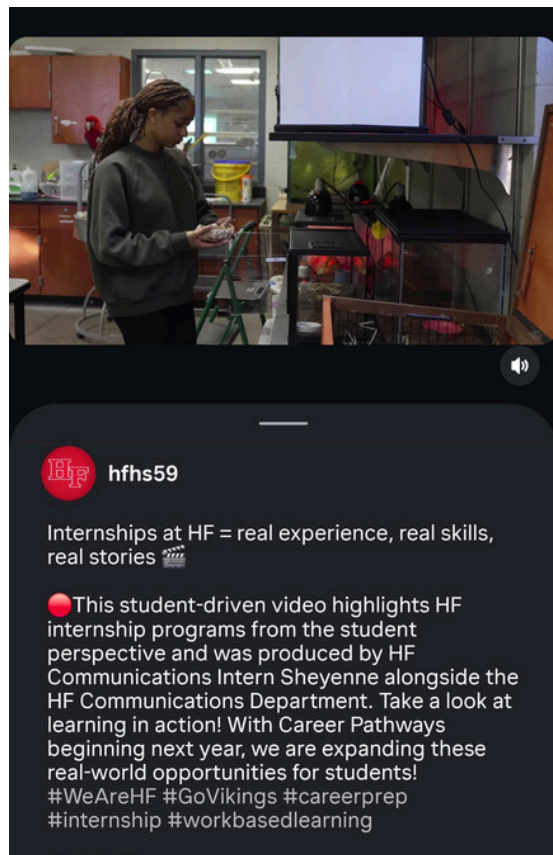 HF
hfhs59
Internships at HF = real experience, real skills,
real stories 🎬
🔴This student-driven video highlights HF
internship programs from the student
perspective and was produced by HF
Communications Intern Sheyenne alongside the
HF Communications Department. Take a look at
learning in action! With Career Pathways
beginning next year, we are expanding these
real-world opportunities for students!
#WeAreHF #GoVikings #careerprep
#internship #workbasedlearning